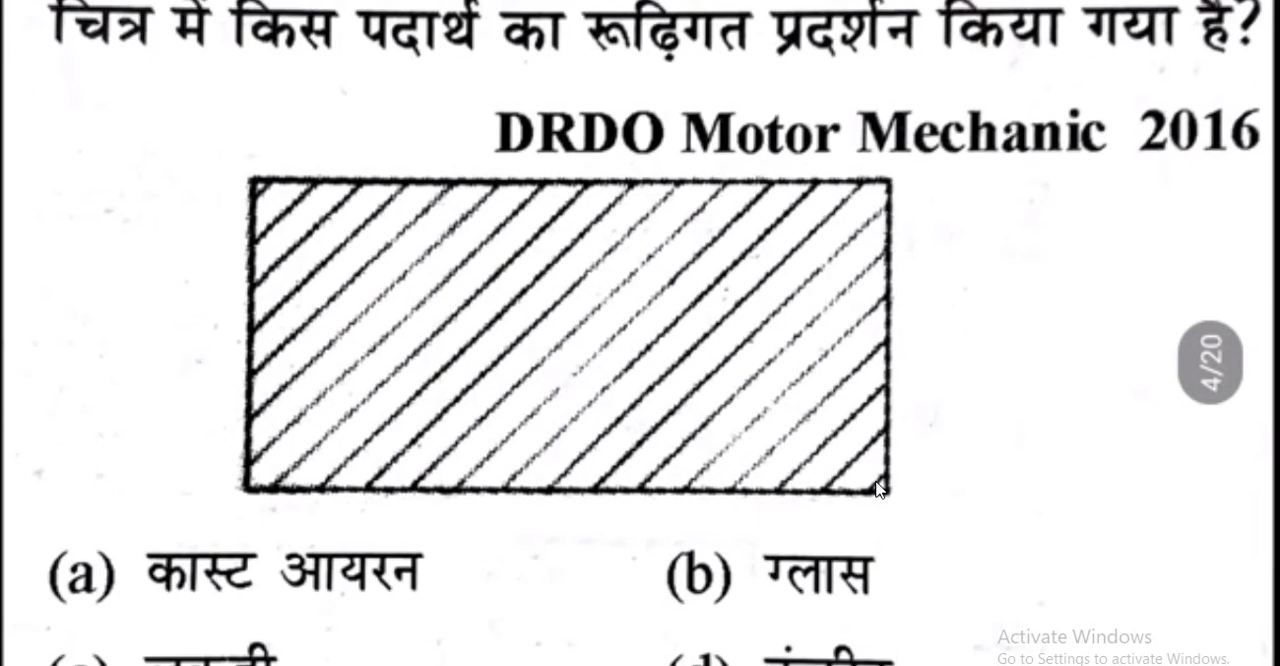 चित्र में किस पदार्थ का रूढ़िगत प्रदर्शन किया गया है?
DRDO Motor Mechanic 2016
4/20
(a) कास्ट आयरन
(b) ग्लास
Activate Windows
Go to Settings to activate Windows.